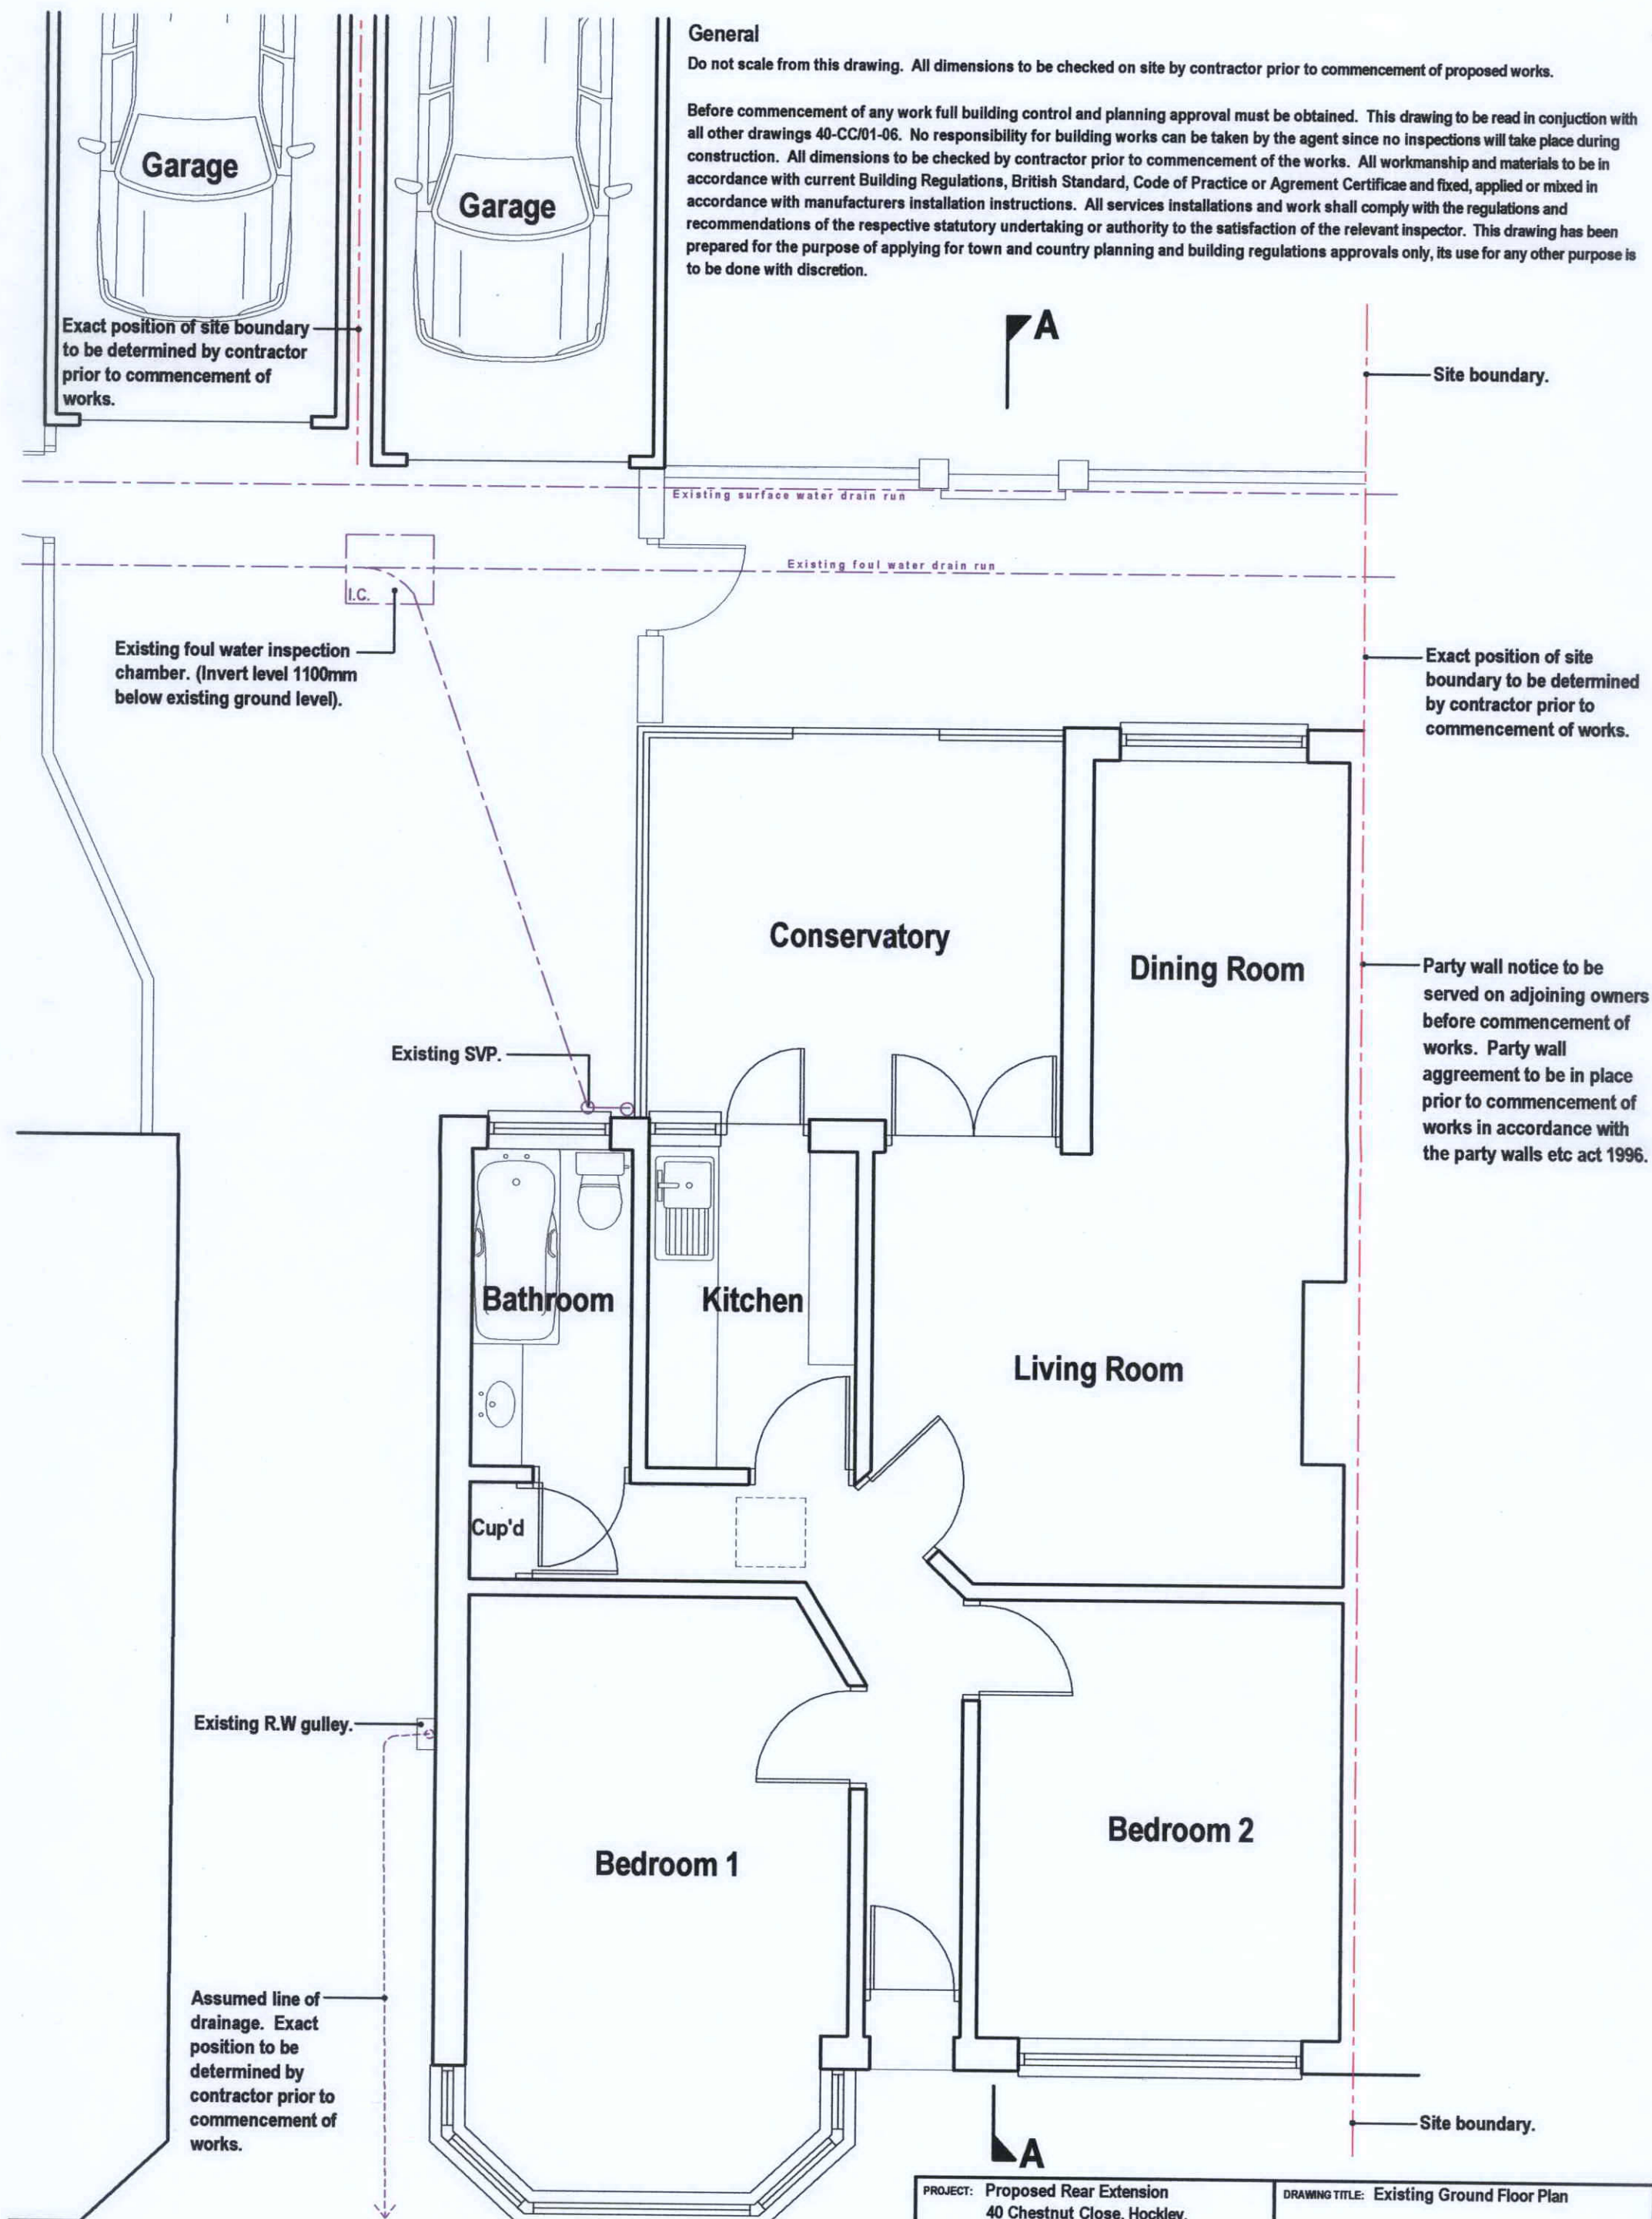 General
Do not scale from this drawing. All dimensions to be checked on site by contractor prior to commencement of proposed works.
Before commencement of any work full building control and planning approval must be obtained. This drawing to be read in conjuction with
all other drawings 40-CC/01-06. No responsibility for building works can be taken by the agent since no inspections will take place during
construction. All dimensions to be checked by contractor prior to commencement of the works. All workmanship and materials to be in
accordance with current Building Regulations, British Standard, Code of Practice or Agrement Certificae and fixed, applied or mixed in
accordance with manufacturers installation instructions. All services installations and work shall comply with the regulations and
recommendations of the respective statutory undertaking or authority to the satisfaction of the relevant inspector. This drawing has been
prepared for the purpose of applying for town and country planning and building regulations approvals only, its use for any other purpose is
to be done with discretion.
Garage
Garage
Exact position of site boundary
to be determined by contractor
prior to commencement of
works.
A
Site boundary.
Existing surface water drain run
Existing foul water drain run
I.C.
Existing foul water inspection
chamber. (Invert level 1100mm
below existing ground level).
Exact position of site
boundary to be determined
by contractor prior to
commencement of works.
Conservatory
Dining Room
Party wall notice to be
served on adjoining owners
before commencement of
works. Party wall
aggreement to be in place
prior to commencement of
works in accordance with
the party walls etc act 1996.
Existing SVP.
Bathroom
Kitchen
Living Room
Cup'd
Existing R.W gulley.
Bedroom 1
Bedroom 2
Assumed line of
drainage. Exact
position to be
determined by
contractor prior to
commencement of
works.
Site boundary.
A
PROJECT: Proposed Rear Extension
40 Chestnut Close, Hockley.
DRAWING TITLE: Existing Ground Floor Plan